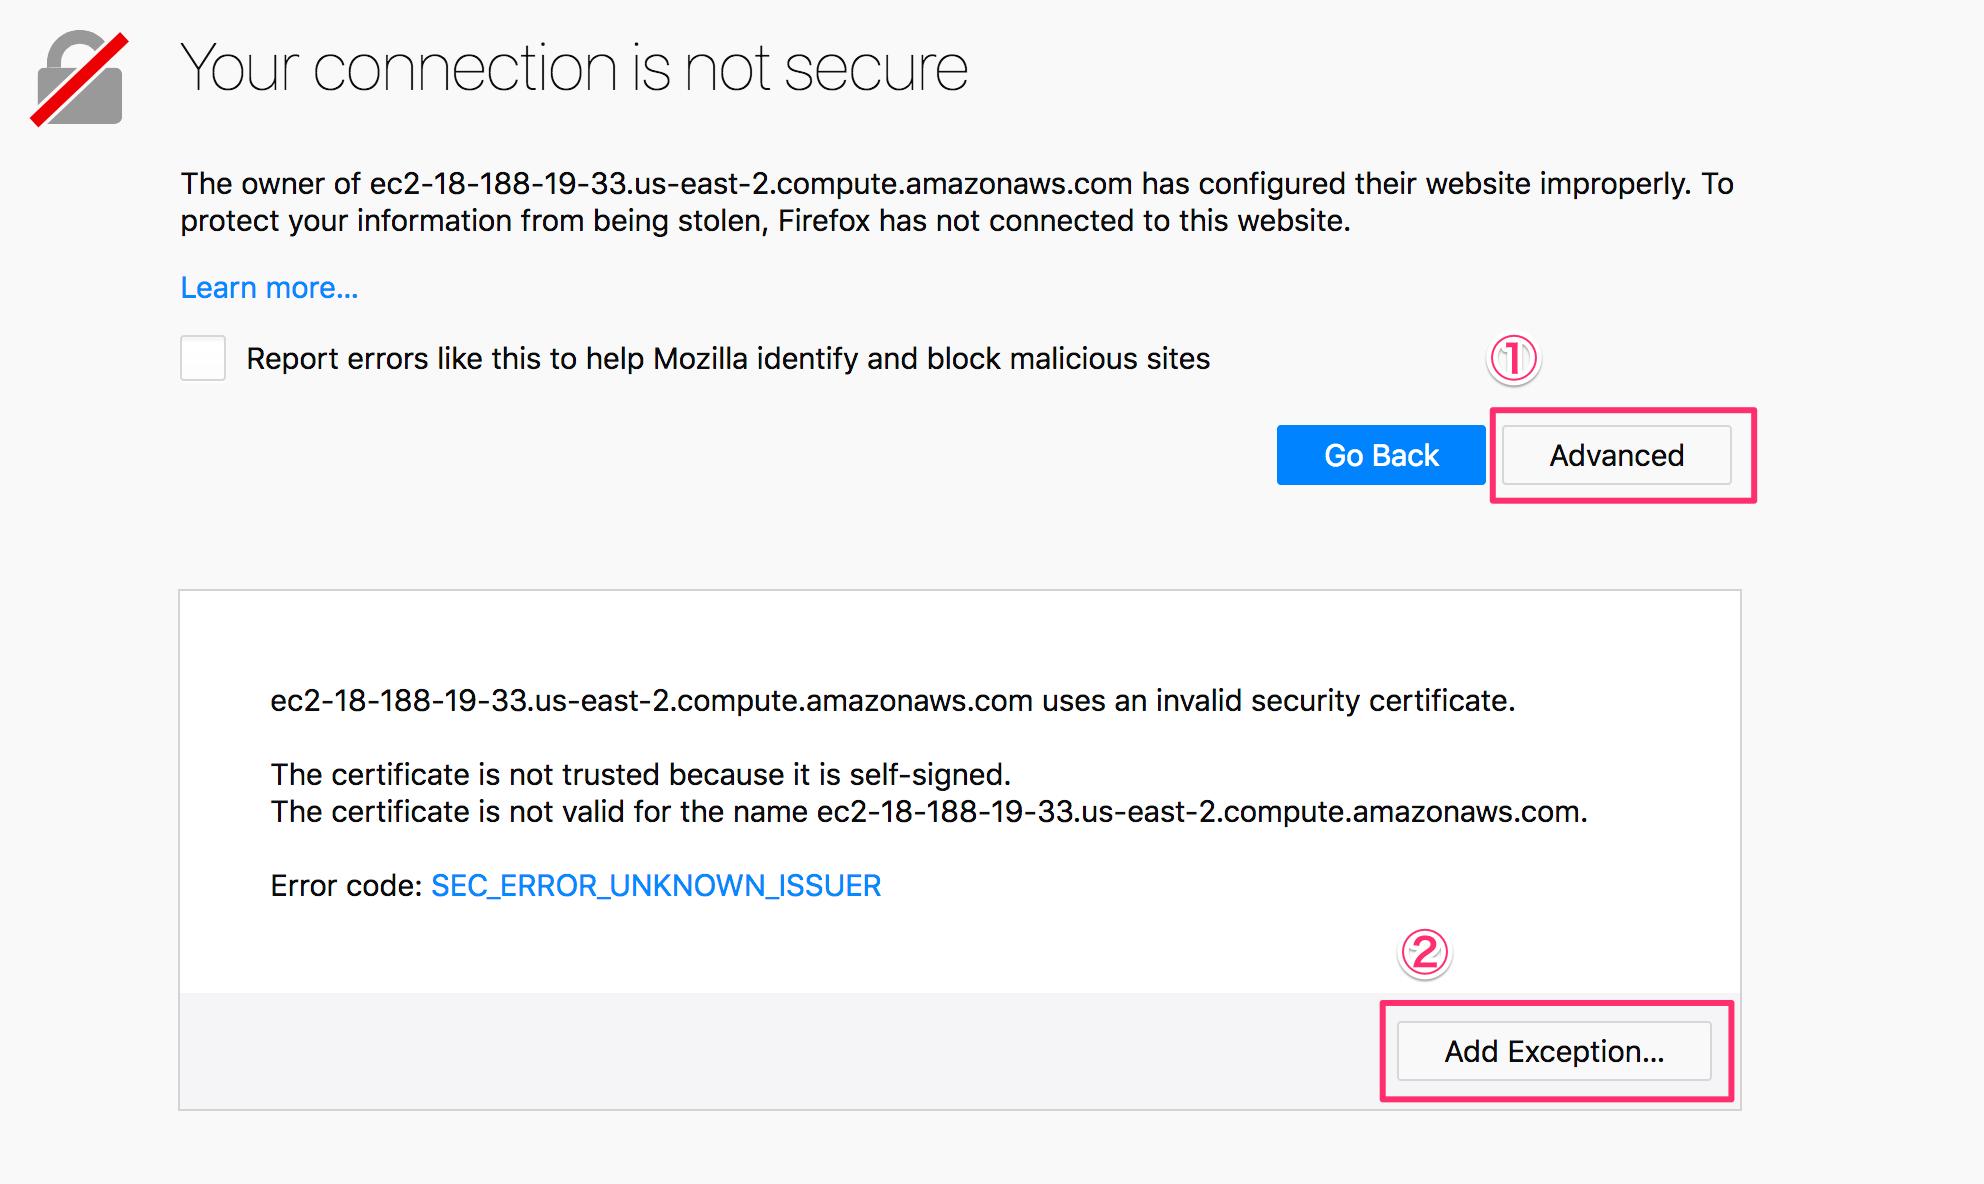 Your connection is not secure
The owner of ec2-18-188-19-33.us-east-2.compute.amazonaws.com has configured their website improperly. To
protect your information from being stolen, Firefox has not connected to this website.
Learn more...
Report errors like this to help Mozilla identify and block malicious sites
①
Go Back
Advanced
ec2-18-188-19-33.us-east-2.compute.amazonaws.com uses an invalid security certificate.
The certificate is not trusted because it is self-signed.
The certificate is not valid for the name ec2-18-188-19-33.us-east-2.compute.amazonaws.com.
Error code: SEC_ERROR_UNKNOWN_ISSUER
②
Add Exception...